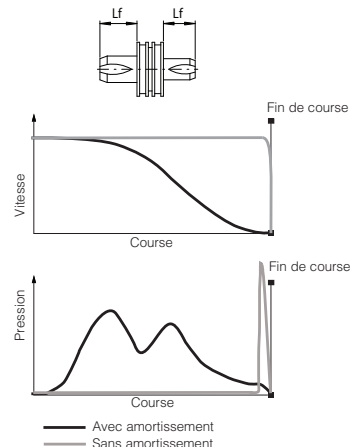 Lf Lf
Fin de course
Vitesse
Course
Fin de course
Pression
Course
Avec amortissement
Sans amortissement